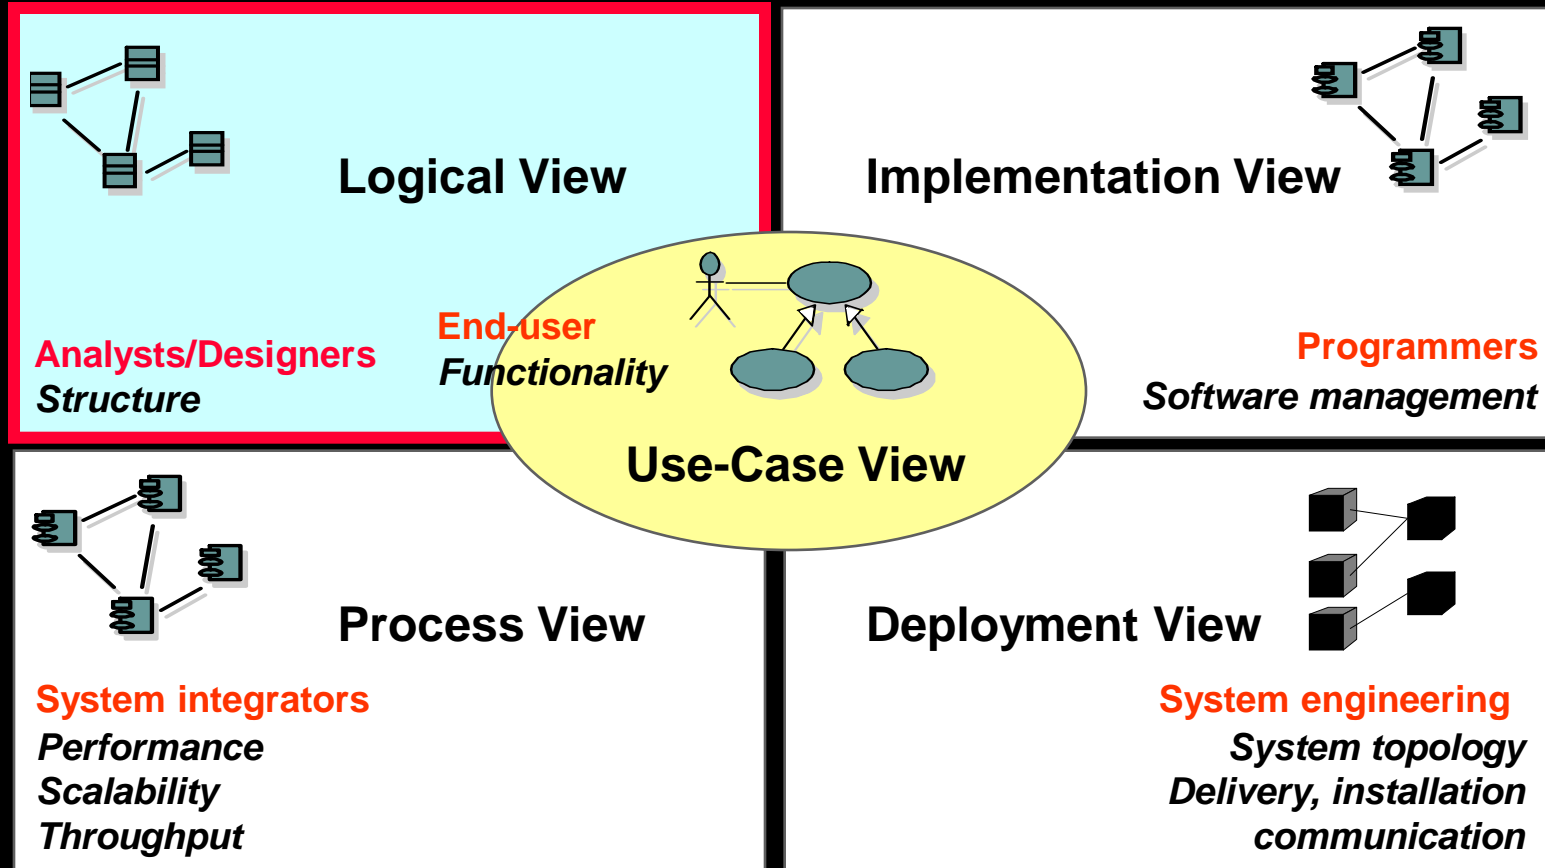 Logical View
Analysts/Designers
Structure
Implementation View
Programmers
Software management
End-user
Functionality
Use-Case View
Process View
System integrators
Performance
Scalability
Throughput
Deployment View
System engineering
System topology
Delivery, installation
communication